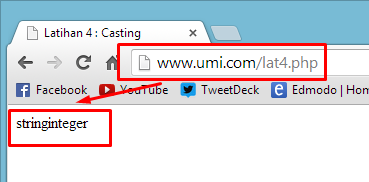 Latihan 4 : Casting
www.umi.com/lat4.php
Facebook YouTube TweetDeck Edmodo | Hom
stringinteger